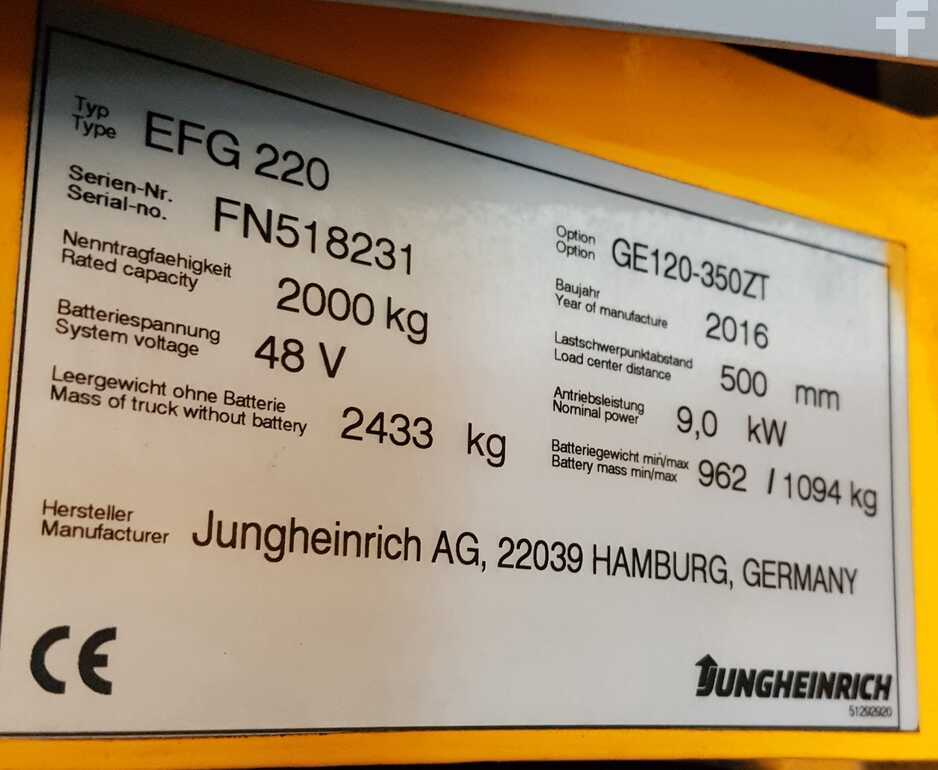 Typ
Type EFG 220
Serien-Nr.
Serial-no. FN518231
Option
Option GE120-350ZT
Nenntragfaehigkeit
Rated capacity 2000 kg
Baujahr
Year of manufacture 2016
Batteriespannung
System voltage 48 V
Lastschwerpunktabstand
Load center distance 500 mm
Leergewicht ohne Batterie
Mass of truck without battery 2433 kg
Antriebsleistung
Nominal power 9,0 kW
Batteriegewicht min/max
Battery mass min/max 962 / 1094 kg
Hersteller
Manufacturer Jungheinrich AG, 22039 HAMBURG, GERMANY
CE
JUNGHEINRICH
51292920
f